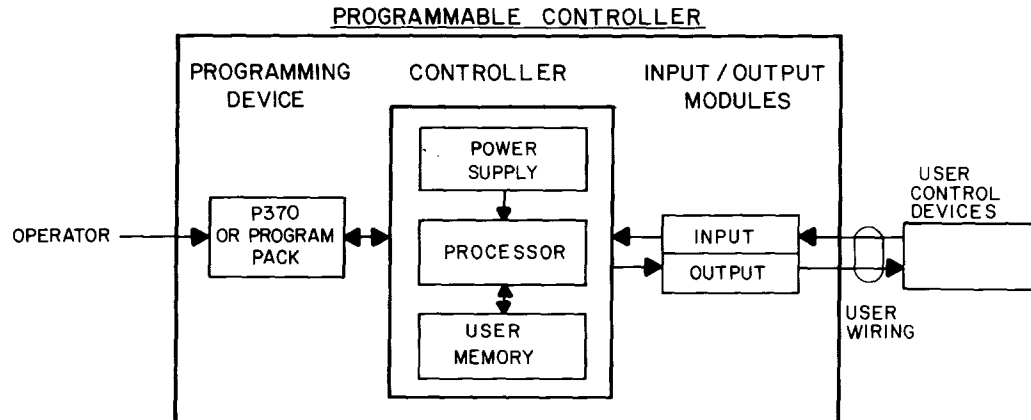 PROGRAMMABLE CONTROLLER
PROGRAMMING
DEVICE
CONTROLLER
INPUT / OUTPUT
MODULES
POWER
SUPPLY
USER
CONTROL
DEVICES
OPERATOR
P370
OR PROGRAM
PACK
PROCESSOR
INPUT
OUTPUT
USER
MEMORY
USER
WIRING